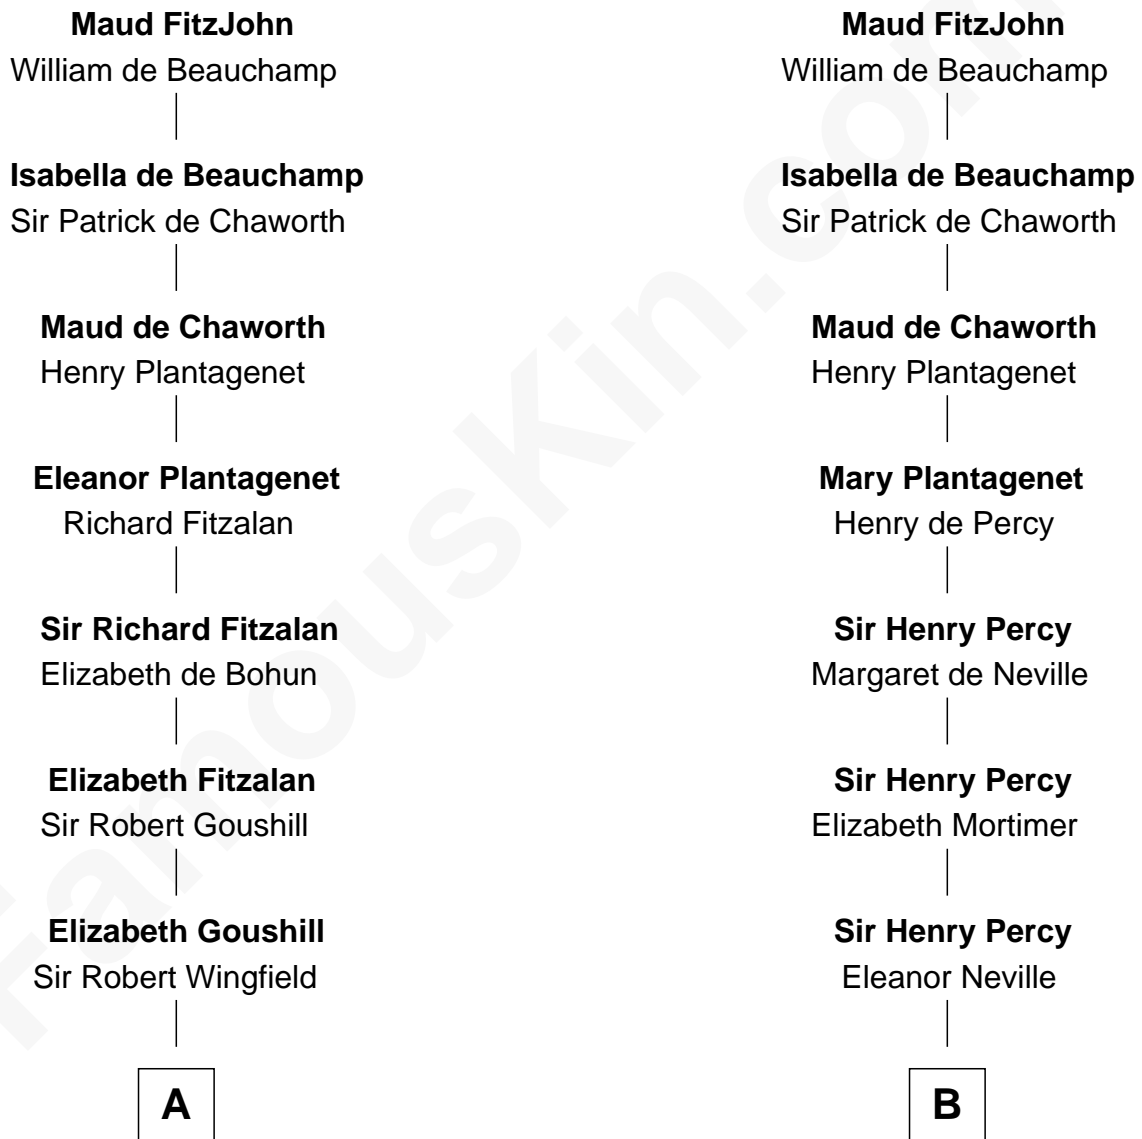 Maud FitzJohn
William de Beauchamp
Isabella de Beauchamp
Sir Patrick de Chaworth
Maud de Chaworth
Henry Plantagenet
Eleanor Plantagenet
Richard Fitzalan
Sir Richard Fitzalan
Elizabeth de Bohun
Elizabeth Fitzalan
Sir Robert Goushill
Elizabeth Goushill
Sir Robert Wingfield
A
Maud FitzJohn
William de Beauchamp
Isabella de Beauchamp
Sir Patrick de Chaworth
Maud de Chaworth
Henry Plantagenet
Mary Plantagenet
Henry de Percy
Sir Henry Percy
Margaret de Neville
Sir Henry Percy
Elizabeth Mortimer
Sir Henry Percy
Eleanor Neville
B
FamousKin.com